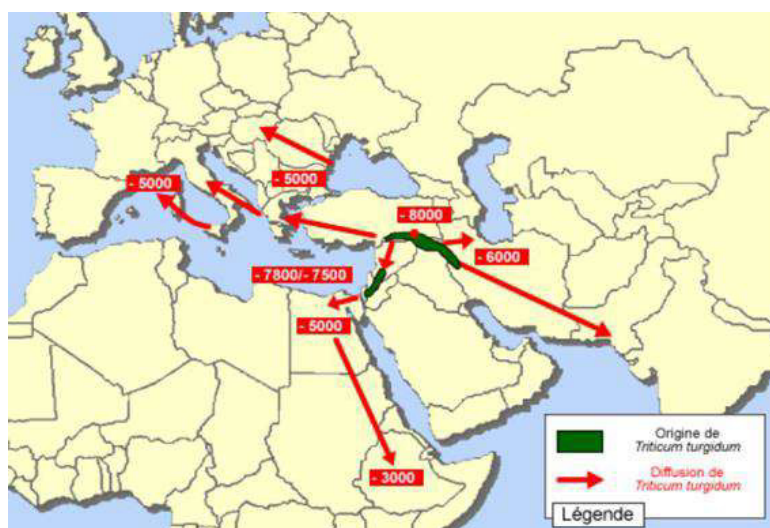 - 5000
- 5000
- 8000
- 6000
- 7800/ - 7500
- 5000
- 3000
Origine de
Triticum turgidum
Diffusion de
Triticum turgidum
Légende